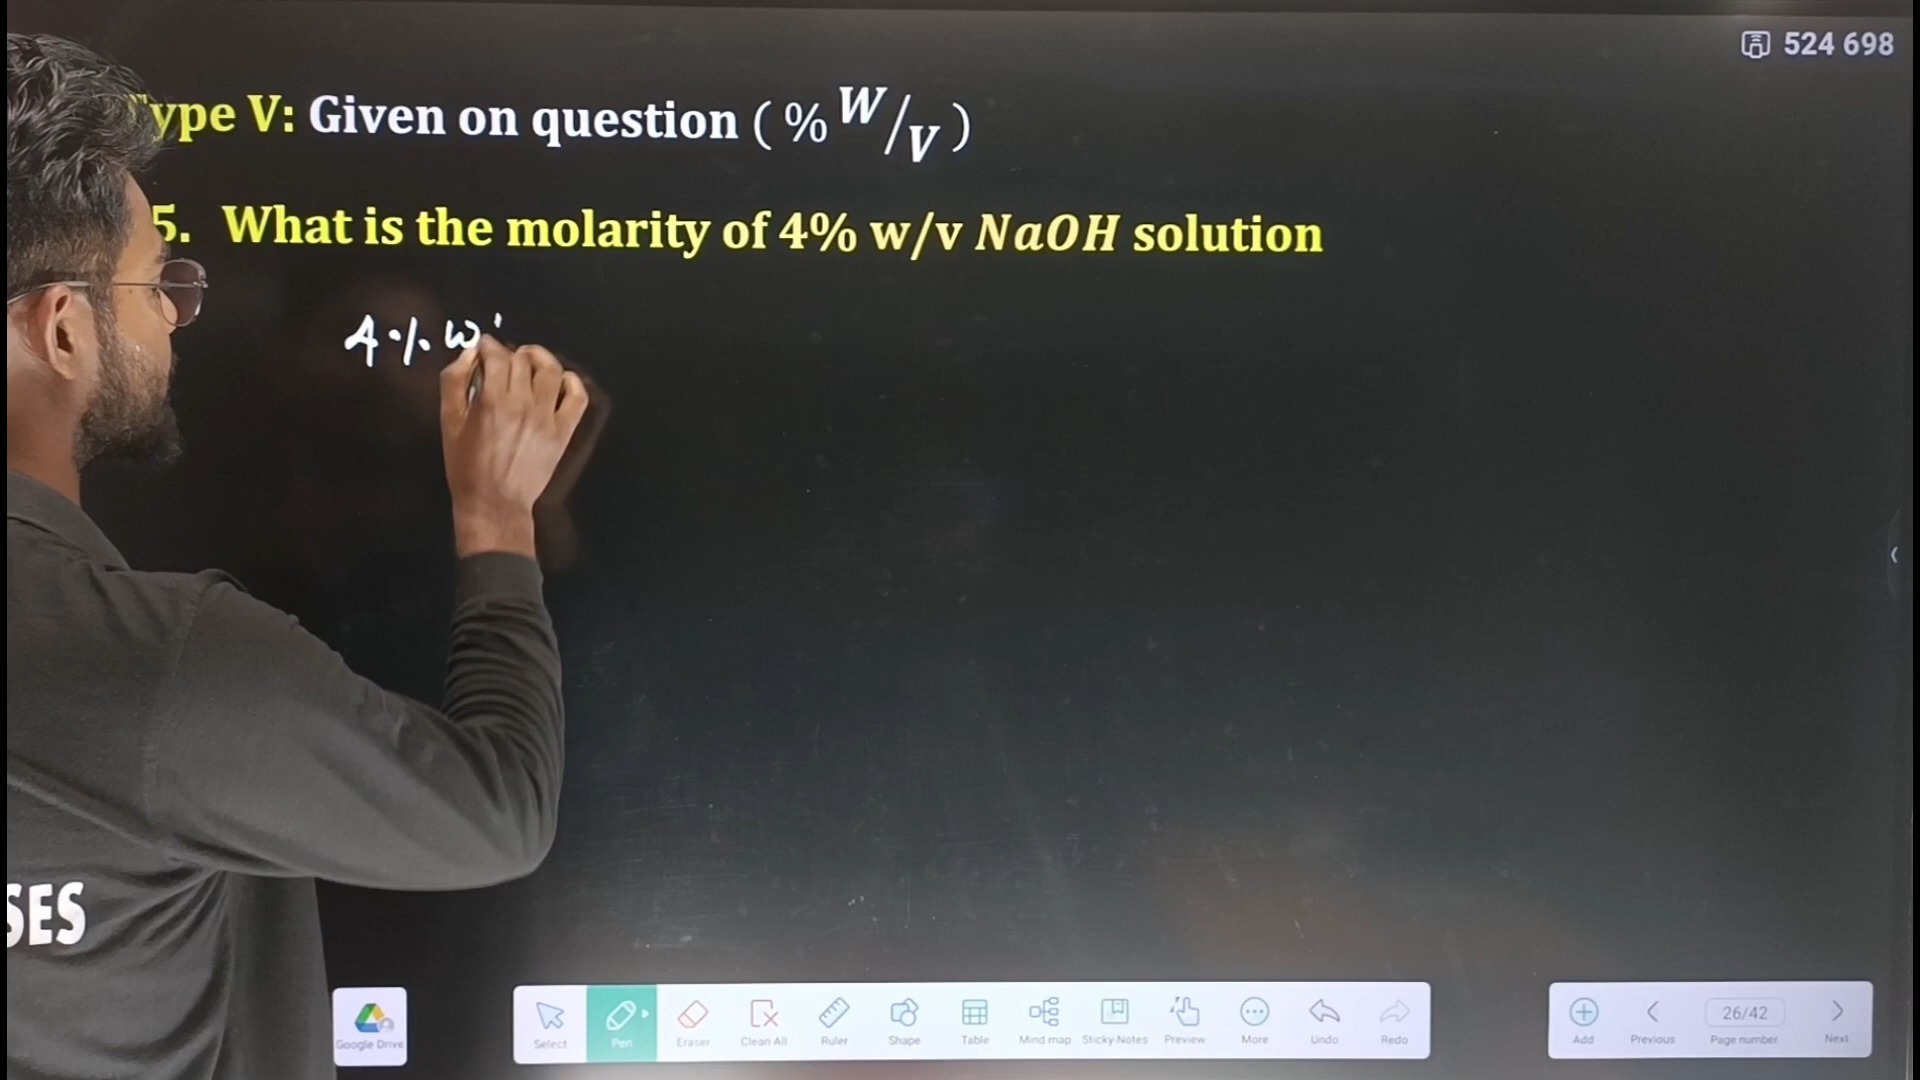 524 698
Type V: Given on question ( % W/V )
5. What is the molarity of 4% w/v NaOH solution
4 % w
SES
Google Drive
Select
Pen
Eraser
Clean All
Ruler
Shape
Table
Mind map
Sticky Notes
Preview
More
Undo
Redo
Add
Previous
26/42
Page number
Next